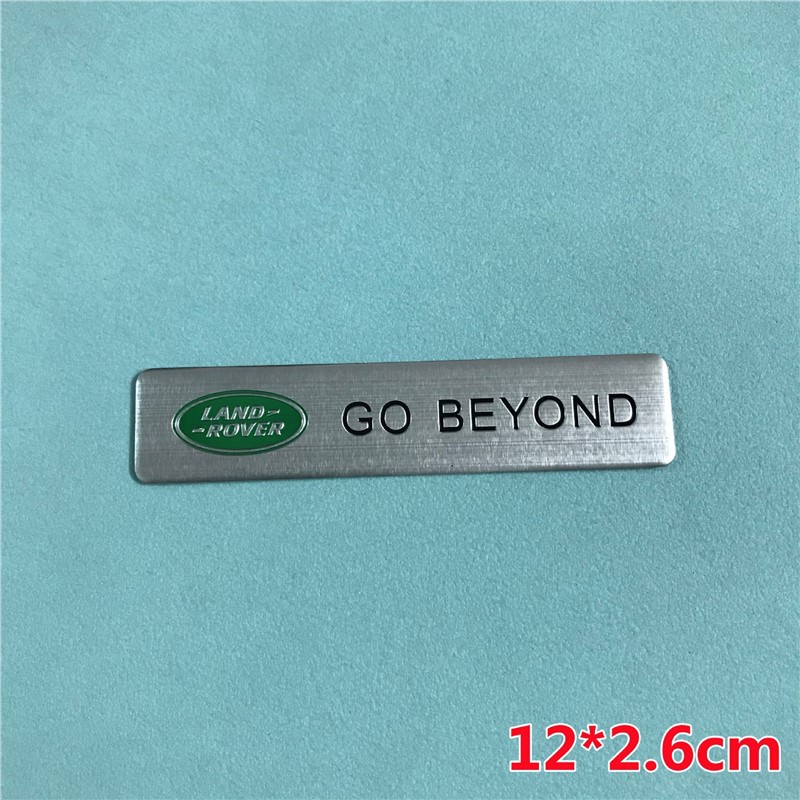 LAND-
-ROVER
GO BEYOND
12*2.6cm